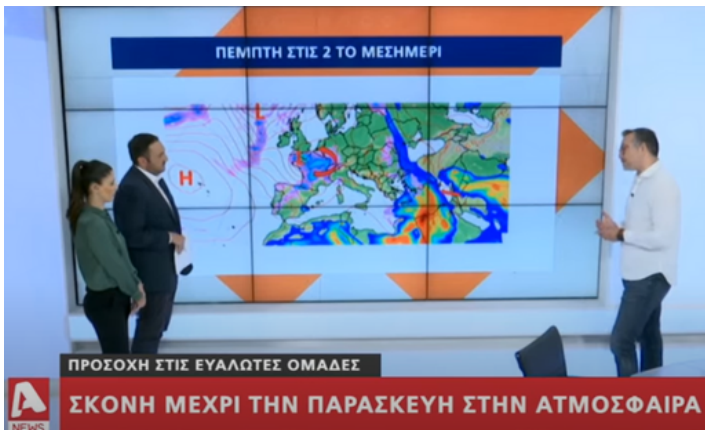 ΠΕΜΠΤΗ ΣΤΙΣ 2 ΤΟ ΜΕΣΗΜΕΡΙ
L
L
H
ΠΡΟΣΟΧΗ ΣΤΙΣ ΕΥΑΛΩΤΕΣ ΟΜΑΔΕΣ
ΣΚΟΝΗ ΜΕΧΡΙ ΤΗΝ ΠΑΡΑΣΚΕΥΗ ΣΤΗΝ ΑΤΜΟΣΦΑΙΡΑ
A
NEWS